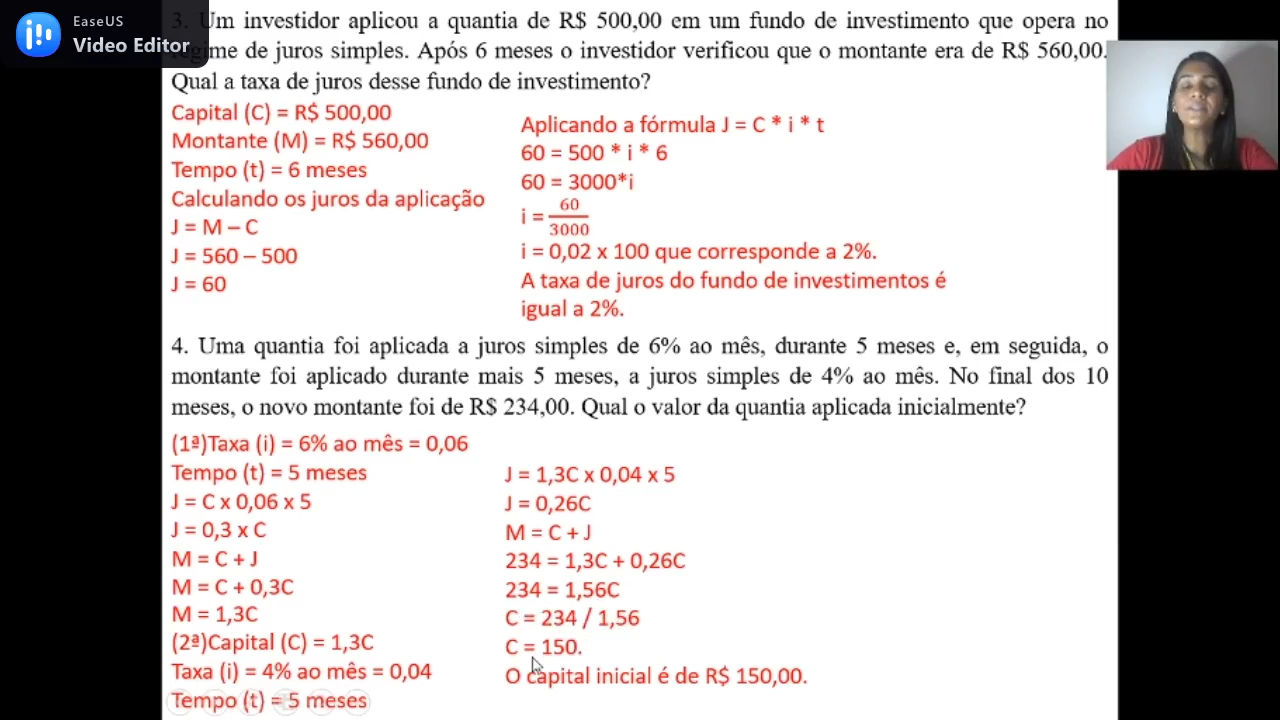 EaseUS
Video Editor
3. Um investidor aplicou a quantia de R$ 500,00 em um fundo de investimento que opera no
regime de juros simples. Após 6 meses o investidor verificou que o montante era de R$ 560,00.
Qual a taxa de juros desse fundo de investimento?
Capital (C) = R$ 500,00
Montante (M) = R$ 560,00
Tempo (t) = 6 meses
Calculando os juros da aplicação
J = M – C
J = 560 – 500
J = 60
Aplicando a fórmula J = C * i * t
60 = 500 * i * 6
60 = 3000*i
i = 60/3000
i = 0,02 x 100 que corresponde a 2%.
A taxa de juros do fundo de investimentos é
igual a 2%.
4. Uma quantia foi aplicada a juros simples de 6% ao mês, durante 5 meses e, em seguida, o
montante foi aplicado durante mais 5 meses, a juros simples de 4% ao mês. No final dos 10
meses, o novo montante foi de R$ 234,00. Qual o valor da quantia aplicada inicialmente?
(1ª)Taxa (i) = 6% ao mês = 0,06
Tempo (t) = 5 meses
J = C x 0,06 x 5
J = 0,3 x C
M = C + J
M = C + 0,3C
M = 1,3C
(2ª)Capital (C) = 1,3C
Taxa (i) = 4% ao mês = 0,04
Tempo (t) = 5 meses
J = 1,3C x 0,04 x 5
J = 0,26C
M = C + J
234 = 1,3C + 0,26C
234 = 1,56C
C = 234 / 1,56
C = 150.
O capital inicial é de R$ 150,00.